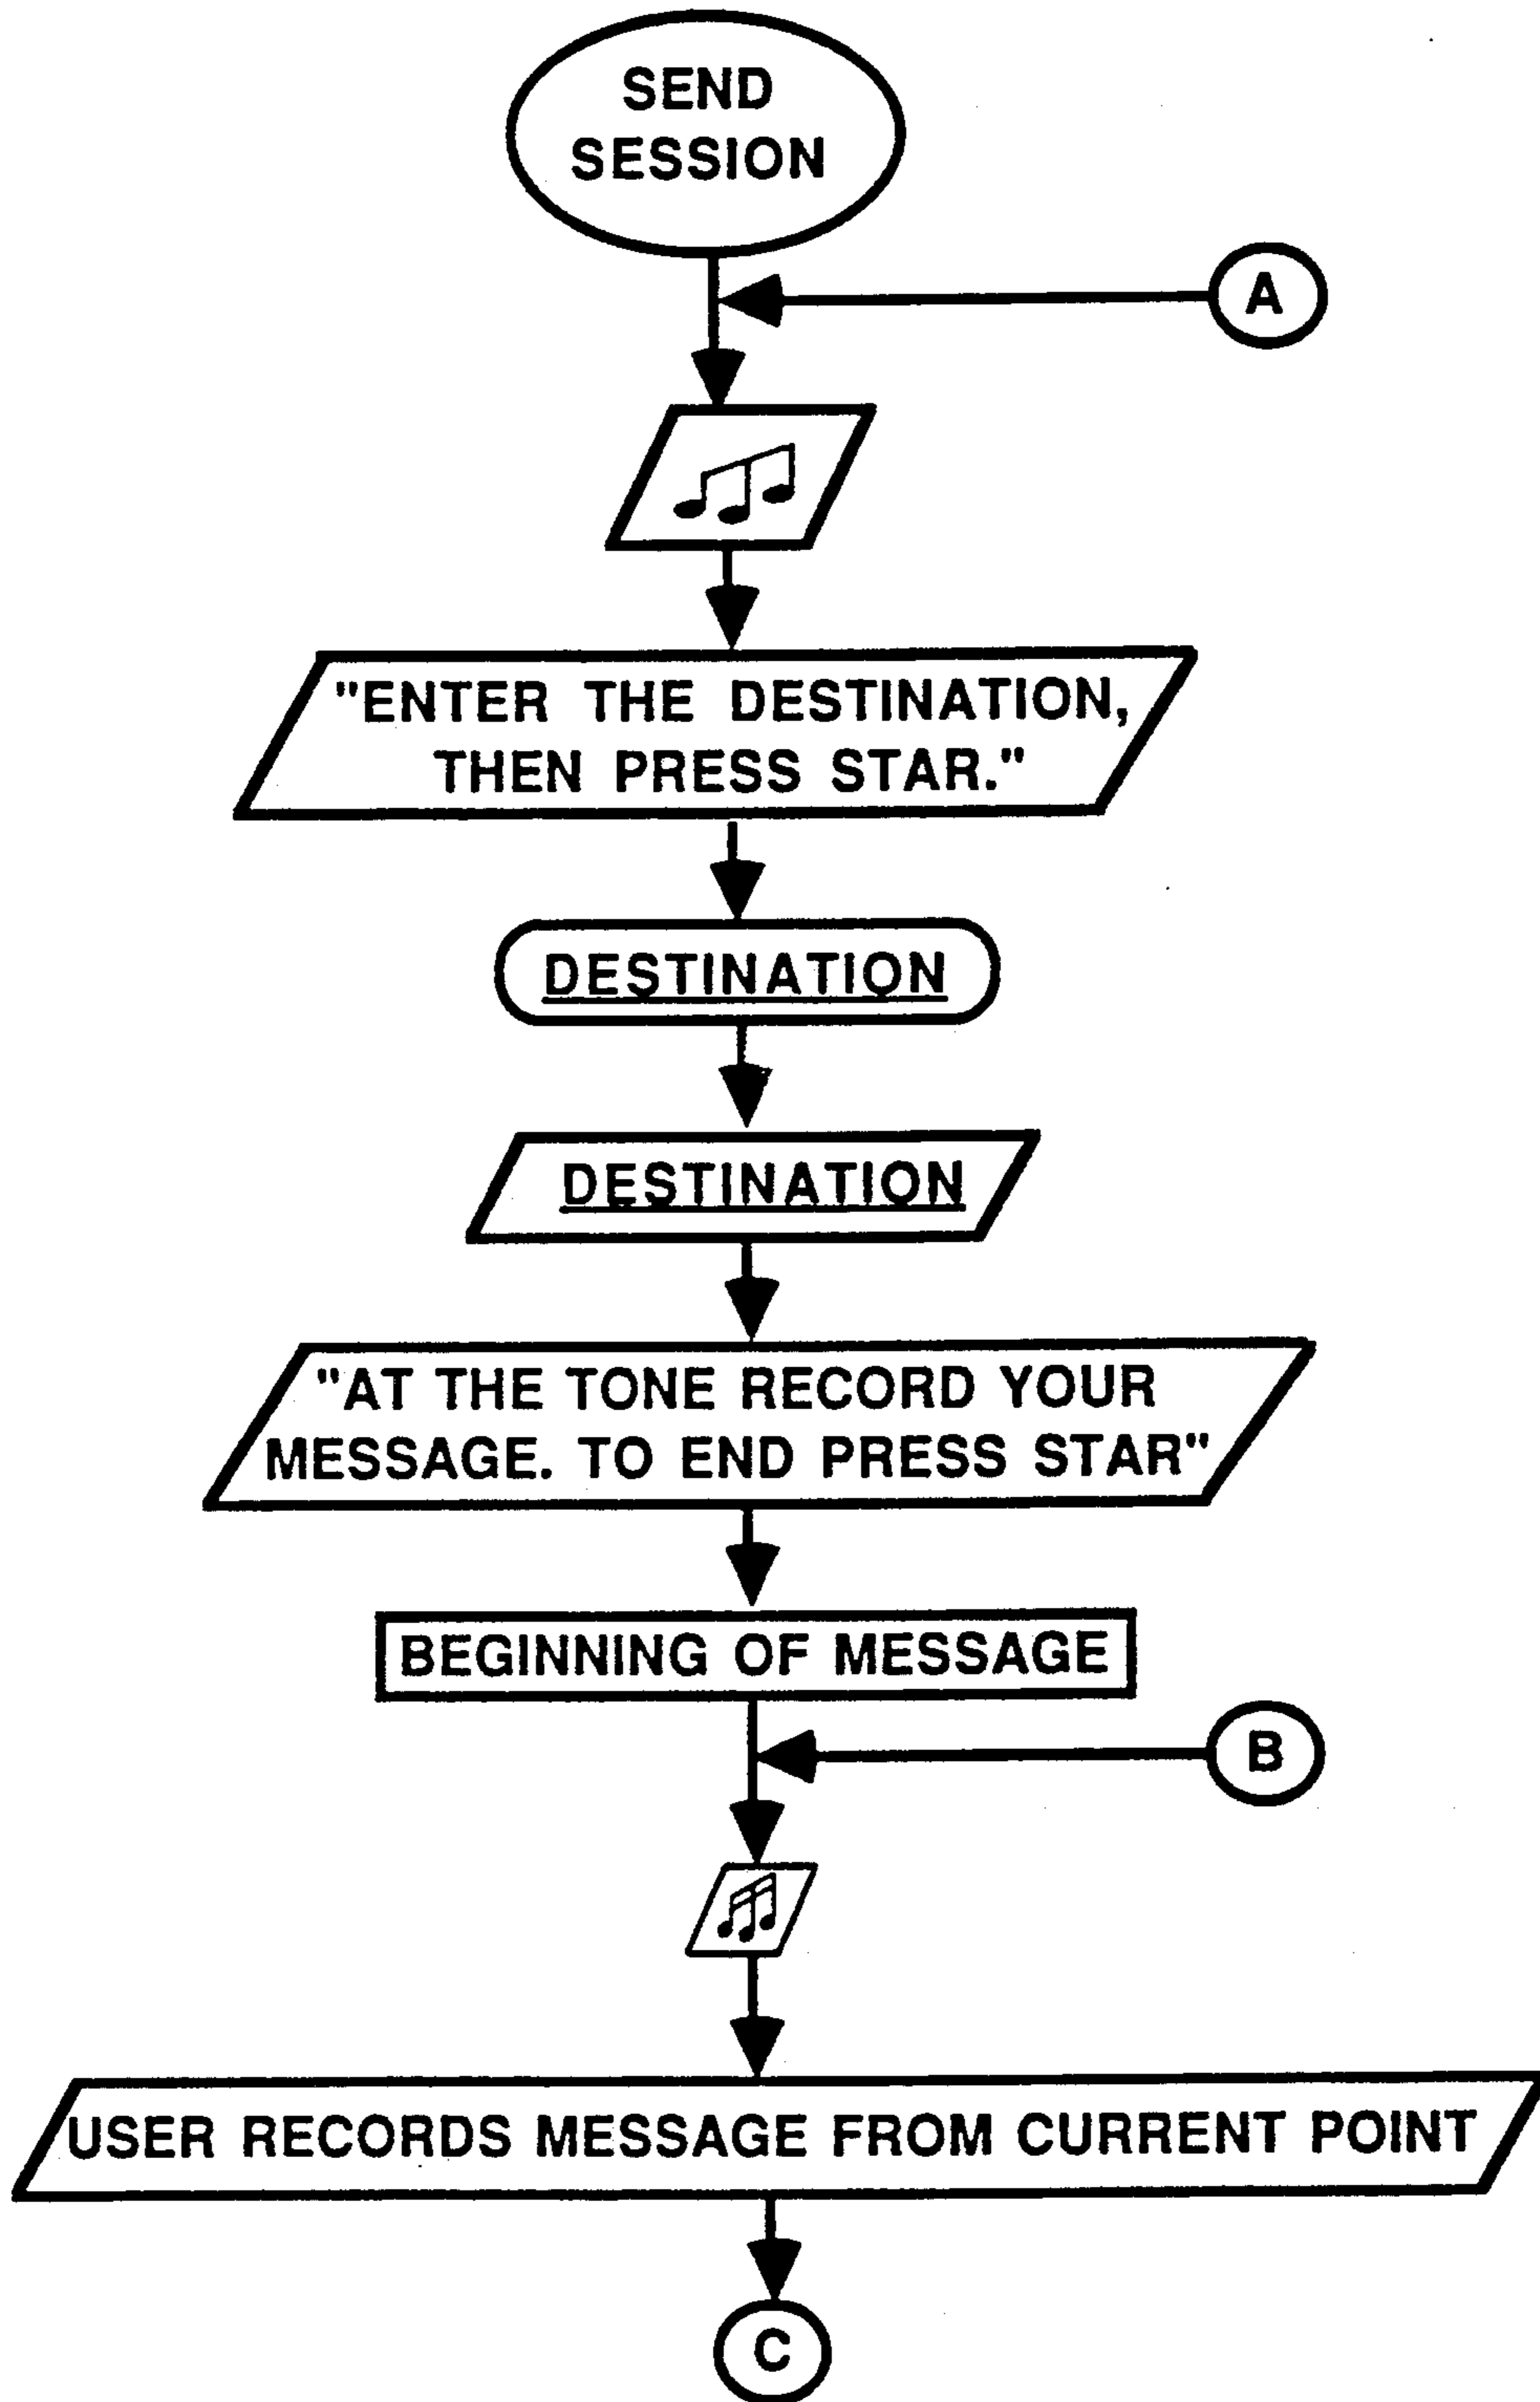 SEND
SESSION
A
"ENTER THE DESTINATION,
THEN PRESS STAR."
DESTINATION
DESTINATION
"AT THE TONE RECORD YOUR
MESSAGE. TO END PRESS STAR"
BEGINNING OF MESSAGE
B
USER RECORDS MESSAGE FROM CURRENT POINT
C